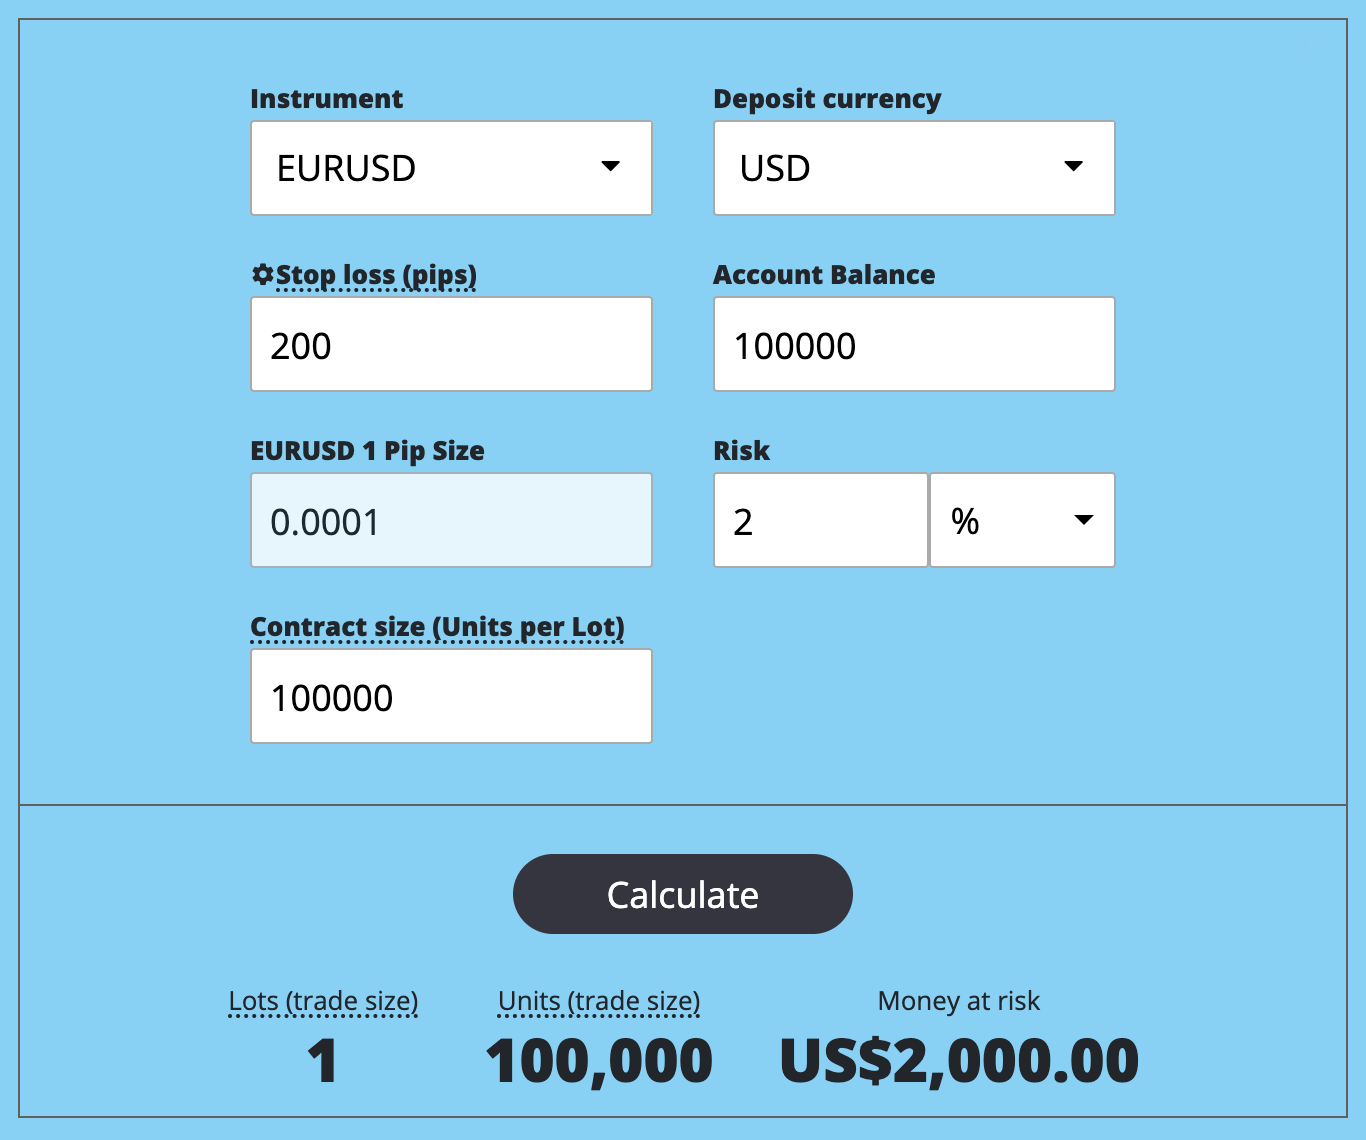 Instrument
Deposit currency
EURUSD
USD
Stop loss (pips)
Account Balance
200
100000
EURUSD 1 Pip Size
Risk
0.0001
2
%
Contract size (Units per Lot)
100000
Calculate
Lots (trade size)
Units (trade size)
Money at risk
1
100,000
US$2,000.00